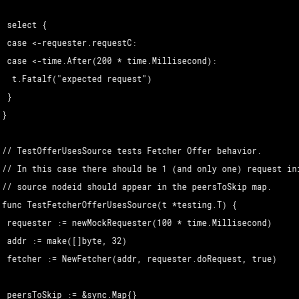 select {
case <-requester.requestC:
case <-time.After(200 * time.Millisecond):
t.Fatalf("expected request")
}
}
// TestOfferUsesSource tests Fetcher Offer behavior.
// In this case there should be 1 (and only one) request ini
// source nodeid should appear in the peersToSkip map.
func TestFetcherOfferUsesSource(t *testing.T) {
requester := newMockRequester(100 * time.Millisecond)
addr := make([]byte, 32)
fetcher := NewFetcher(addr, requester.doRequest, true)
peersToSkip := &sync.Map{}